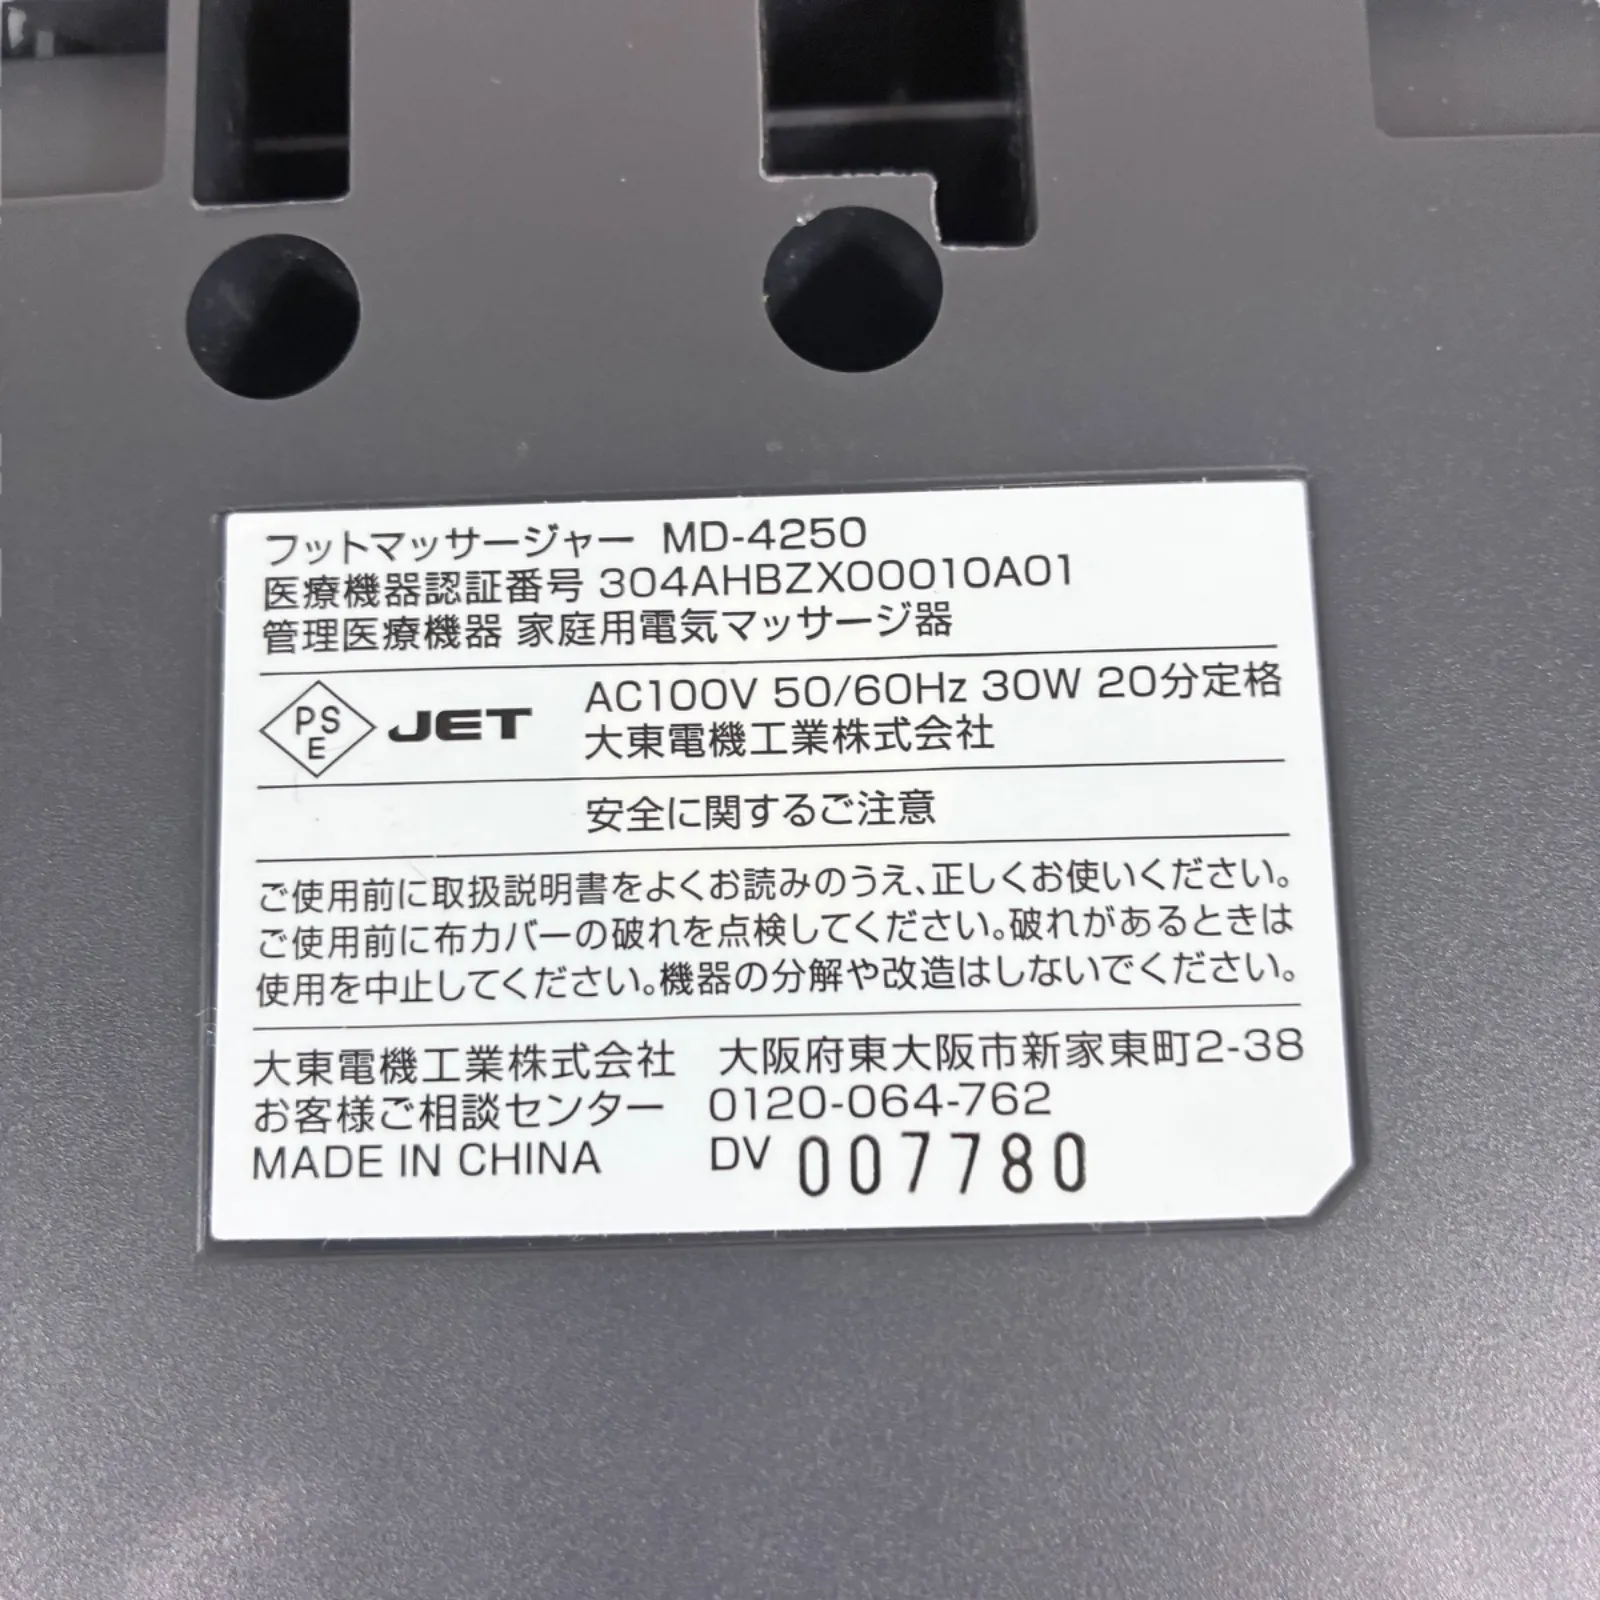 フットマッサージャー MD-4250
医療機器認証番号 304AHBZX00010A01
管理医療機器 家庭用電気マッサージ器
PSE JET AC100V 50/60Hz 30W 20分定格
大東電機工業株式会社
安全に関するご注意
ご使用前に取扱説明書をよくお読みのうえ、正しくお使いください。
ご使用前に布カバーの破れを点検してください。破れがあるときは
使用を中止してください。機器の分解や改造はしないでください。
大東電機工業株式会社 大阪府東大阪市新家東町2-38
お客様ご相談センター 0120-064-762
MADE IN CHINA DV 007780